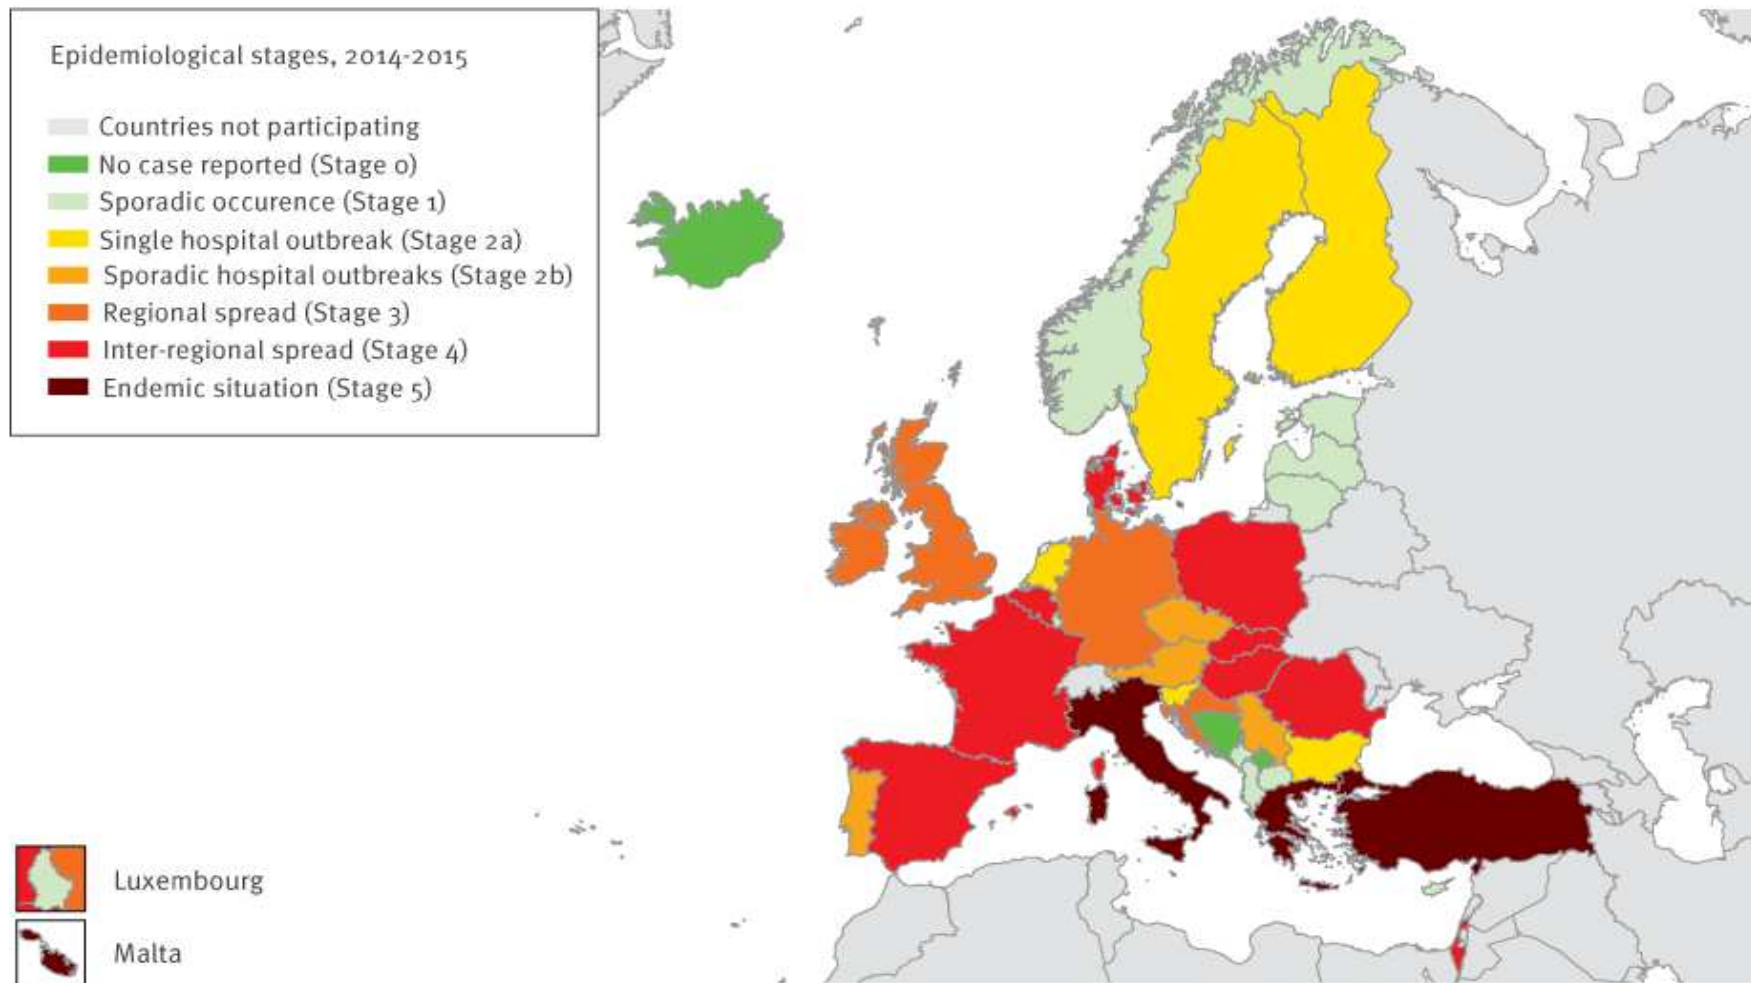 Epidemiological stages, 2014-2015
Countries not participating
No case reported (Stage 0)
Sporadic occurence (Stage 1)
Single hospital outbreak (Stage 2a)
Sporadic hospital outbreaks (Stage 2b)
Regional spread (Stage 3)
Inter-regional spread (Stage 4)
Endemic situation (Stage 5)
Luxembourg
Malta